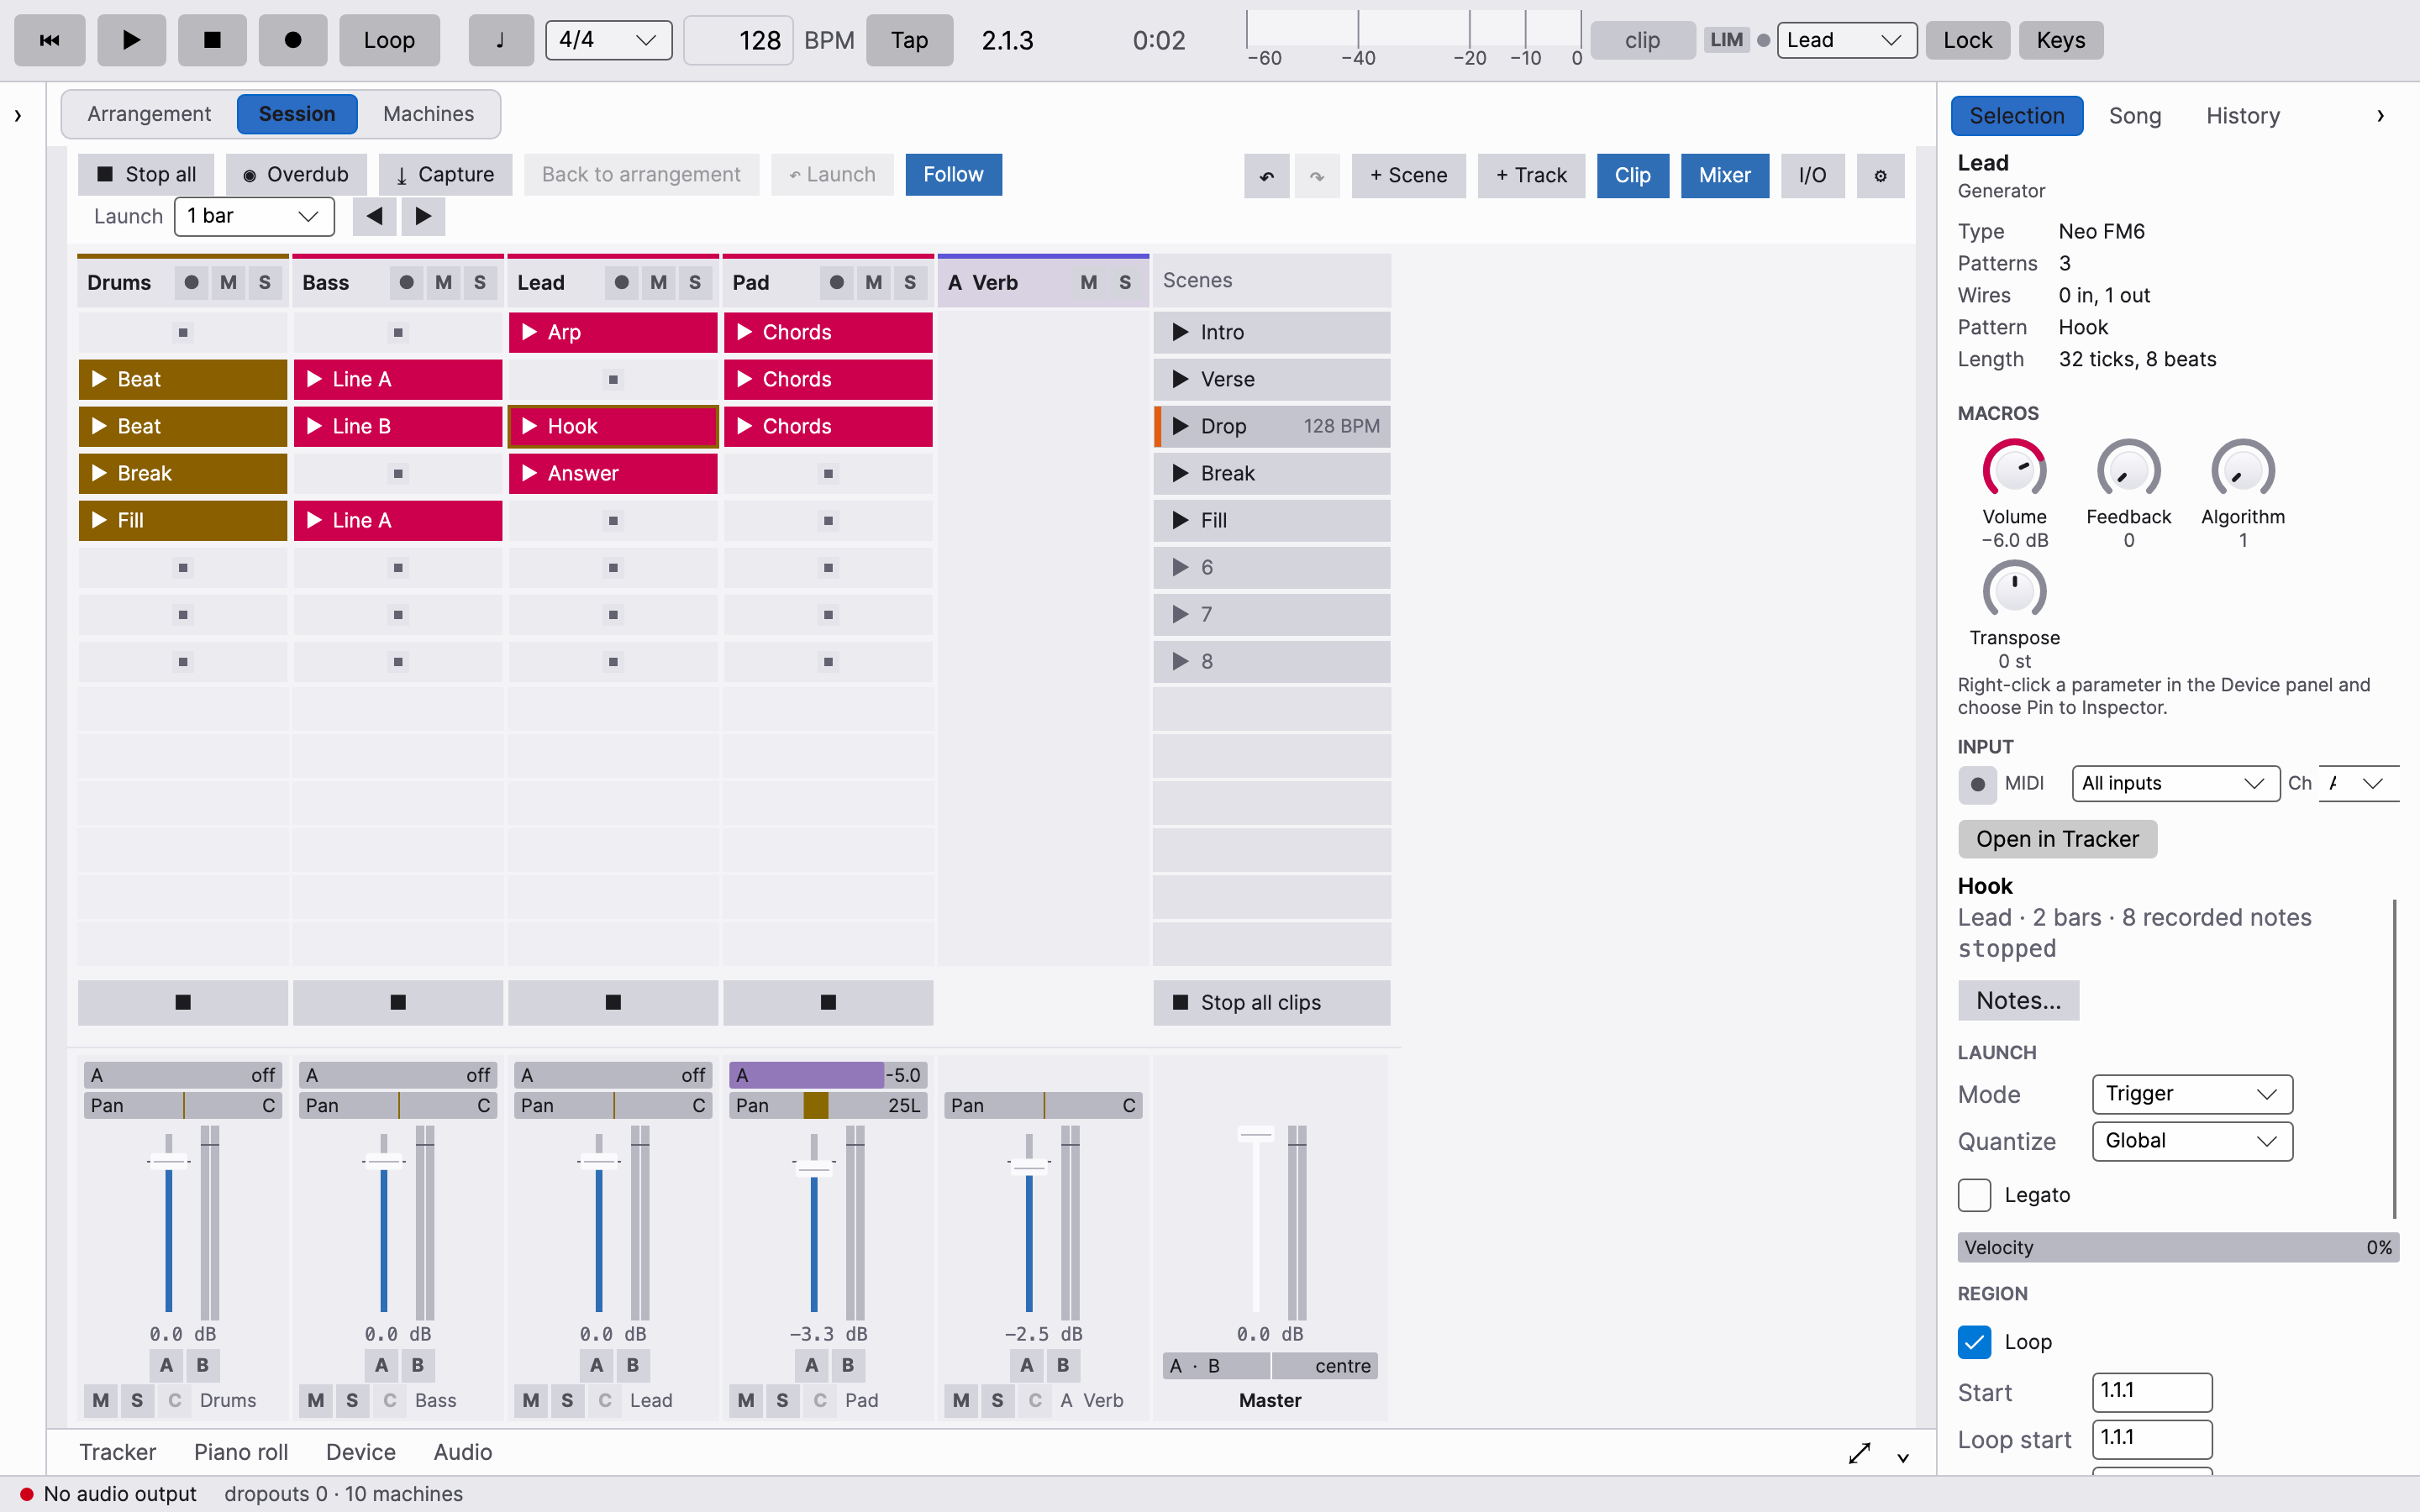 Loop 4/4 128 BPM Tap 2.1.3 0:02 −60 −40 −20 −10 0 clip LIM Lead Lock Keys
Arrangement Session Machines
Stop all Overdub Capture Back to arrangement Launch Follow + Scene + Track Clip Mixer I/O
Launch 1 bar
Drums M S Bass M S Lead M S Pad M S A Verb M S Scenes
Arp Chords Intro
Beat Line A Chords Verse
Beat Line B Hook Chords Drop 128 BPM
Break Answer Break
Fill Line A Fill
6
7
8
Stop all clips
A off A off A off A -5.0
Pan C Pan C Pan C Pan 25L Pan C
0.0 dB 0.0 dB 0.0 dB −3.3 dB −2.5 dB 0.0 dB
A B A B A B A B A B A · B centre
M S C Drums M S C Bass M S C Lead M S C Pad M S C A Verb Master
Tracker Piano roll Device Audio
No audio output dropouts 0 · 10 machines
Selection Song History
Lead
Generator
Type Neo FM6
Patterns 3
Wires 0 in, 1 out
Pattern Hook
Length 32 ticks, 8 beats
MACROS
Volume Feedback Algorithm
−6.0 dB 0 1
Transpose
0 st
Right-click a parameter in the Device panel and
choose Pin to Inspector.
INPUT
MIDI All inputs Ch
Open in Tracker
Hook
Lead · 2 bars · 8 recorded notes
stopped
Notes...
LAUNCH
Mode Trigger
Quantize Global
Legato
Velocity 0%
REGION
Loop
Start 1.1.1
Loop start 1.1.1